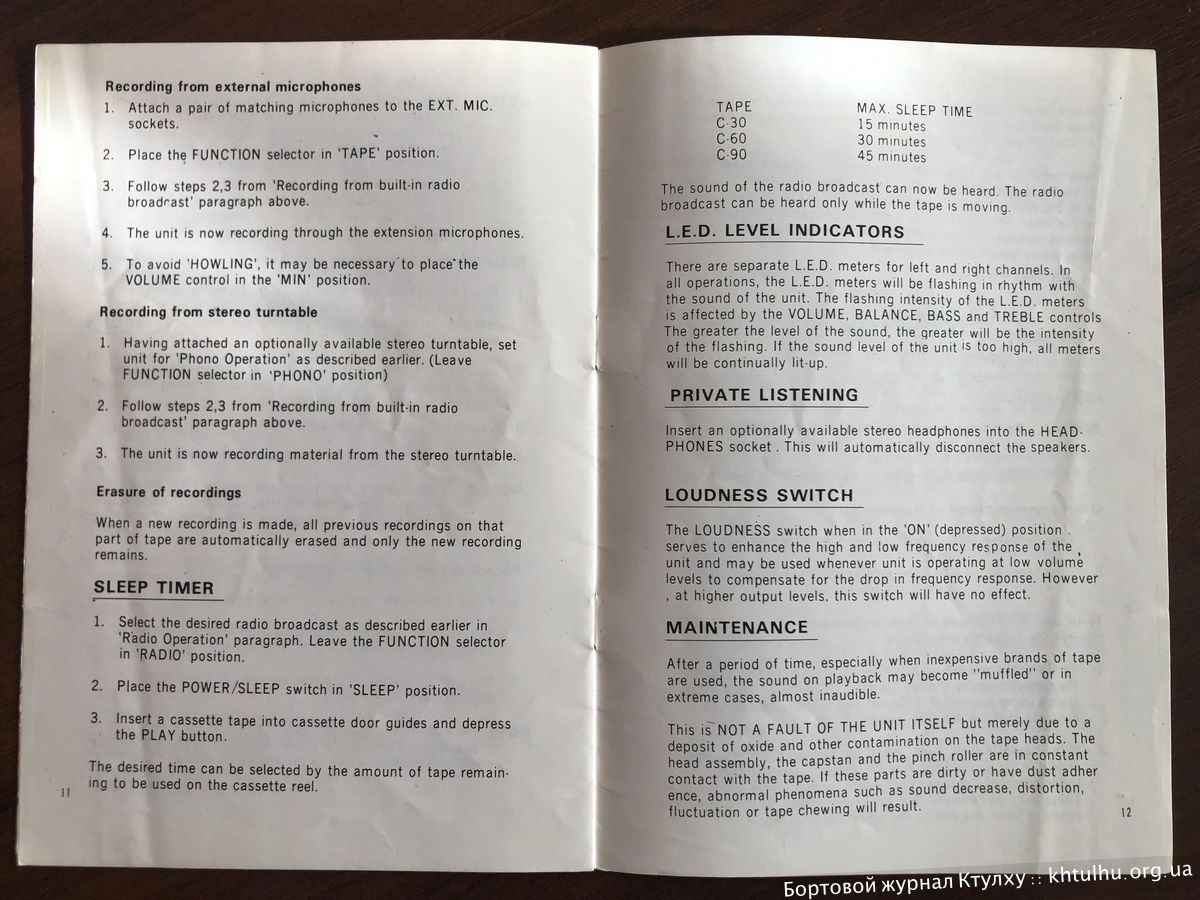 Recording from external microphones
1. Attach a pair of matching microphones to the EXT. MIC.
sockets.
2. Place the FUNCTION selector in 'TAPE' position.
3. Follow steps 2,3 from 'Recording from built-in radio
broadcast' paragraph above.
4. The unit is now recording through the extension microphones.
5. To avoid 'HOWLING', it may be necessary to place the
VOLUME control in the 'MIN' position.
Recording from stereo turntable
1. Having attached an optionally available stereo turntable, set
unit for 'Phono Operation' as described earlier. (Leave
FUNCTION selector in 'PHONO' position)
2. Follow steps 2,3 from 'Recording from built-in radio
broadcast' paragraph above.
3. The unit is now recording material from the stereo turntable.
Erasure of recordings
When a new recording is made, all previous recordings on that
part of tape are automatically erased and only the new recording
remains.
SLEEP TIMER
1. Select the desired radio broadcast as described earlier in
'Radio Operation' paragraph. Leave the FUNCTION selector
in 'RADIO' position.
2. Place the POWER/SLEEP switch in 'SLEEP' position.
3. Insert a cassette tape into cassette door guides and depress
the PLAY button.
The desired time can be selected by the amount of tape remain-
ing to be used on the cassette reel.
11
TAPE MAX. SLEEP TIME
C-30 15 minutes
C-60 30 minutes
C-90 45 minutes
The sound of the radio broadcast can now be heard. The radio
broadcast can be heard only while the tape is moving.
L.E.D. LEVEL INDICATORS
There are separate L.E.D. meters for left and right channels. In
all operations, the L.E.D. meters will be flashing in rhythm with
the sound of the unit. The flashing intensity of the L.E.D. meters
is affected by the VOLUME, BALANCE, BASS and TREBLE controls
The greater the level of the sound, the greater will be the intensity
of the flashing. If the sound level of the unit is too high, all meters
will be continually lit-up.
PRIVATE LISTENING
Insert an optionally available stereo headphones into the HEAD-
PHONES socket . This will automatically disconnect the speakers.
LOUDNESS SWITCH
The LOUDNESS switch when in the 'ON' (depressed) position .
serves to enhance the high and low frequency response of the
unit and may be used whenever unit is operating at low volume
levels to compensate for the drop in frequency response. However
, at higher output levels, this switch will have no effect.
MAINTENANCE
After a period of time, especially when inexpensive brands of tape
are used, the sound on playback may become "muffled" or in
extreme cases, almost inaudible.
This is NOT A FAULT OF THE UNIT ITSELF but merely due to a
deposit of oxide and other contamination on the tape heads. The
head assembly, the capstan and the pinch roller are in constant
contact with the tape. If these parts are dirty or have dust adher
ence, abnormal phenomena such as sound decrease, distortion,
fluctuation or tape chewing will result.
12
Бортовой журнал Ктулху :: khtulhu.org.ua